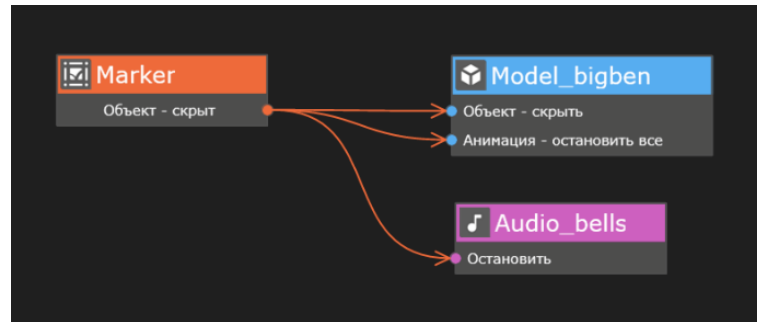 Marker
Объект - скрыт
Model_bigben
Объект - скрыть
Анимация - остановить все
Audio_bells
Остановить